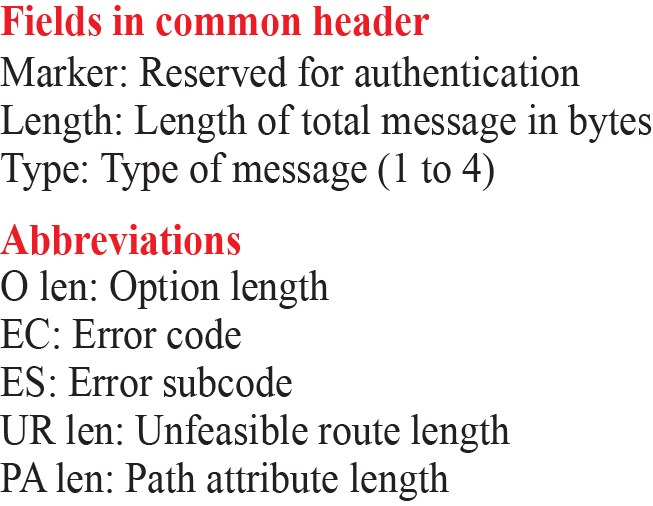 Fields in common header
Marker: Reserved for authentication
Length: Length of total message in bytes
Type: Type of message (1 to 4)
Abbreviations
O len: Option length
EC: Error code
ES: Error subcode
UR len: Unfeasible route length
PA len: Path attribute length